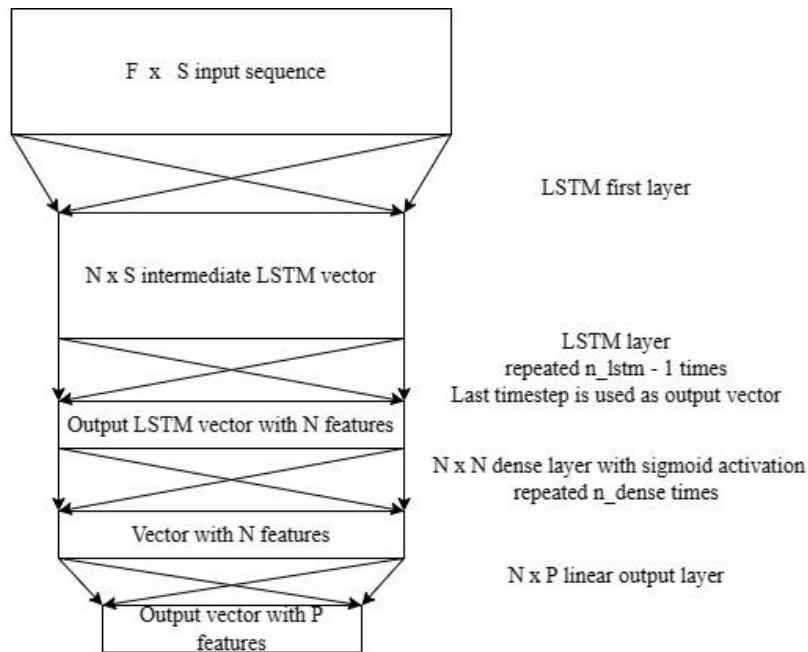 F x S input sequence
LSTM first layer
N x S intermediate LSTM vector
LSTM layer
repeated n_lstm - 1 times
Last timestep is used as output vector
Output LSTM vector with N features
N x N dense layer with sigmoid activation
repeated n_dense times
Vector with N features
N x P linear output layer
Output vector with P
features